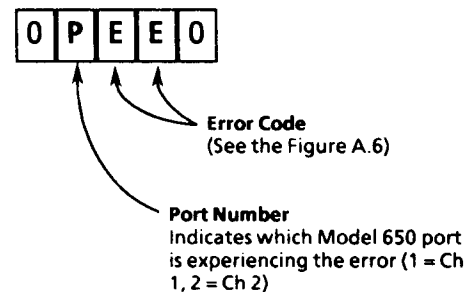 0 P E E 0
Error Code
(See the Figure A.6)
Port Number
Indicates which Model 650 port
is experiencing the error (1 = Ch
1, 2 = Ch 2)